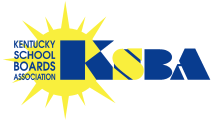 KENTUCKY
SCHOOL
BOARDS
ASSOCIATION
KSBA